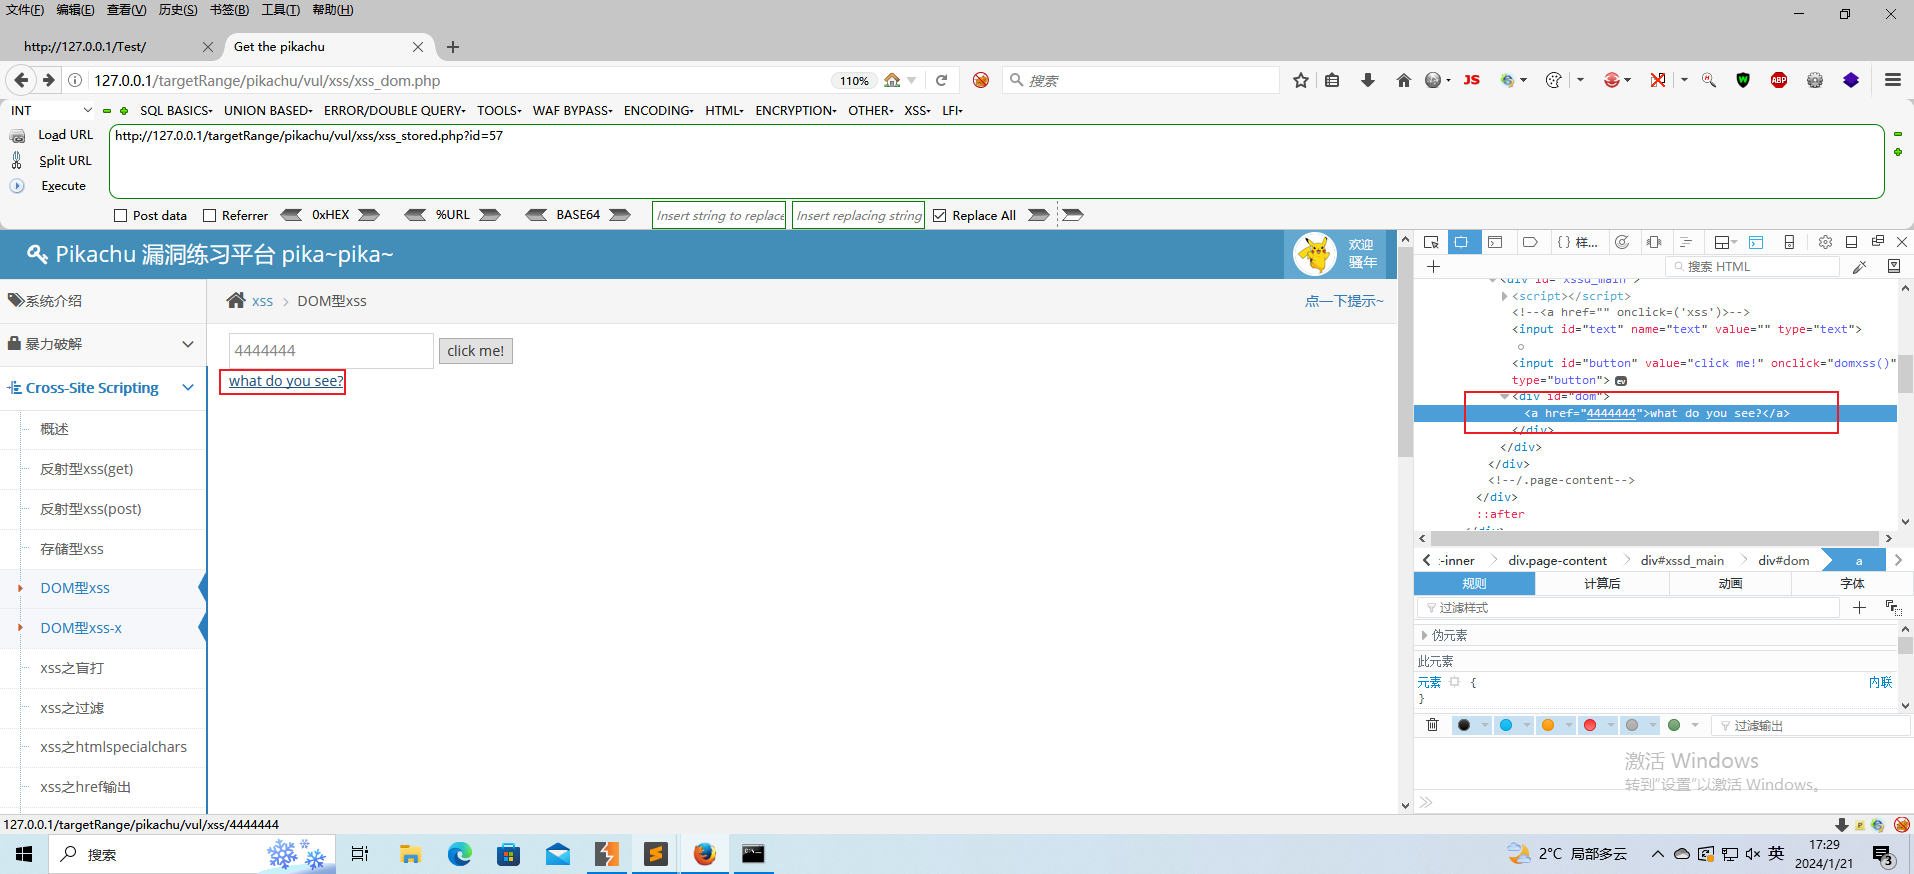 文件(F) 编辑(E) 查看(V) 历史(S) 书签(B) 工具(T) 帮助(H)
http://127.0.0.1/Test/ Get the pikachu
127.0.0.1/targetRange/pikachu/vul/xss/xss_dom.php 110% 搜索 JS ABP
INT SQL BASICS UNION BASED ERROR/DOUBLE QUERY TOOLS WAF BYPASS ENCODING HTML ENCRYPTION OTHER XSS LFI
Load URL http://127.0.0.1/targetRange/pikachu/vul/xss/xss_stored.php?id=57
Split URL
Execute
Post data Referrer 0xHEX %URL BASE64 Insert string to replace Insert replacing string Replace All
Pikachu 漏洞练习平台 pika~pika~
欢迎
骚年
系统介绍
暴力破解
Cross-Site Scripting
概述
反射型xss(get)
反射型xss(post)
存储型xss
DOM型xss
DOM型xss-x
xss之盲打
xss之过滤
xss之htmlspecialchars
xss之href输出
xss DOM型xss 点一下提示~
4444444 click me!
what do you see?
{ } 样...
搜索 HTML
<div id="xssd_main">
<script></script>
<!--<a href="" onclick=('xss')>-->
<input id="text" name="text" value="" type="text">
<input id="button" value="click me!" onclick="domxss()"
type="button"> ev
<div id="dom">
<a href="4444444">what do you see?</a>
</div>
</div>
</div>
<!--/.page-content-->
</div>
::after
</div>
:-inner div.page-content div#xssd_main div#dom a
规则 计算后 动画 字体
过滤样式
伪元素
此元素
元素 { 内联
}
过滤输出
激活 Windows
转到"设置"以激活 Windows。
127.0.0.1/targetRange/pikachu/vul/xss/4444444
搜索 2°C 局部多云 英 17:29
2024/1/21 3